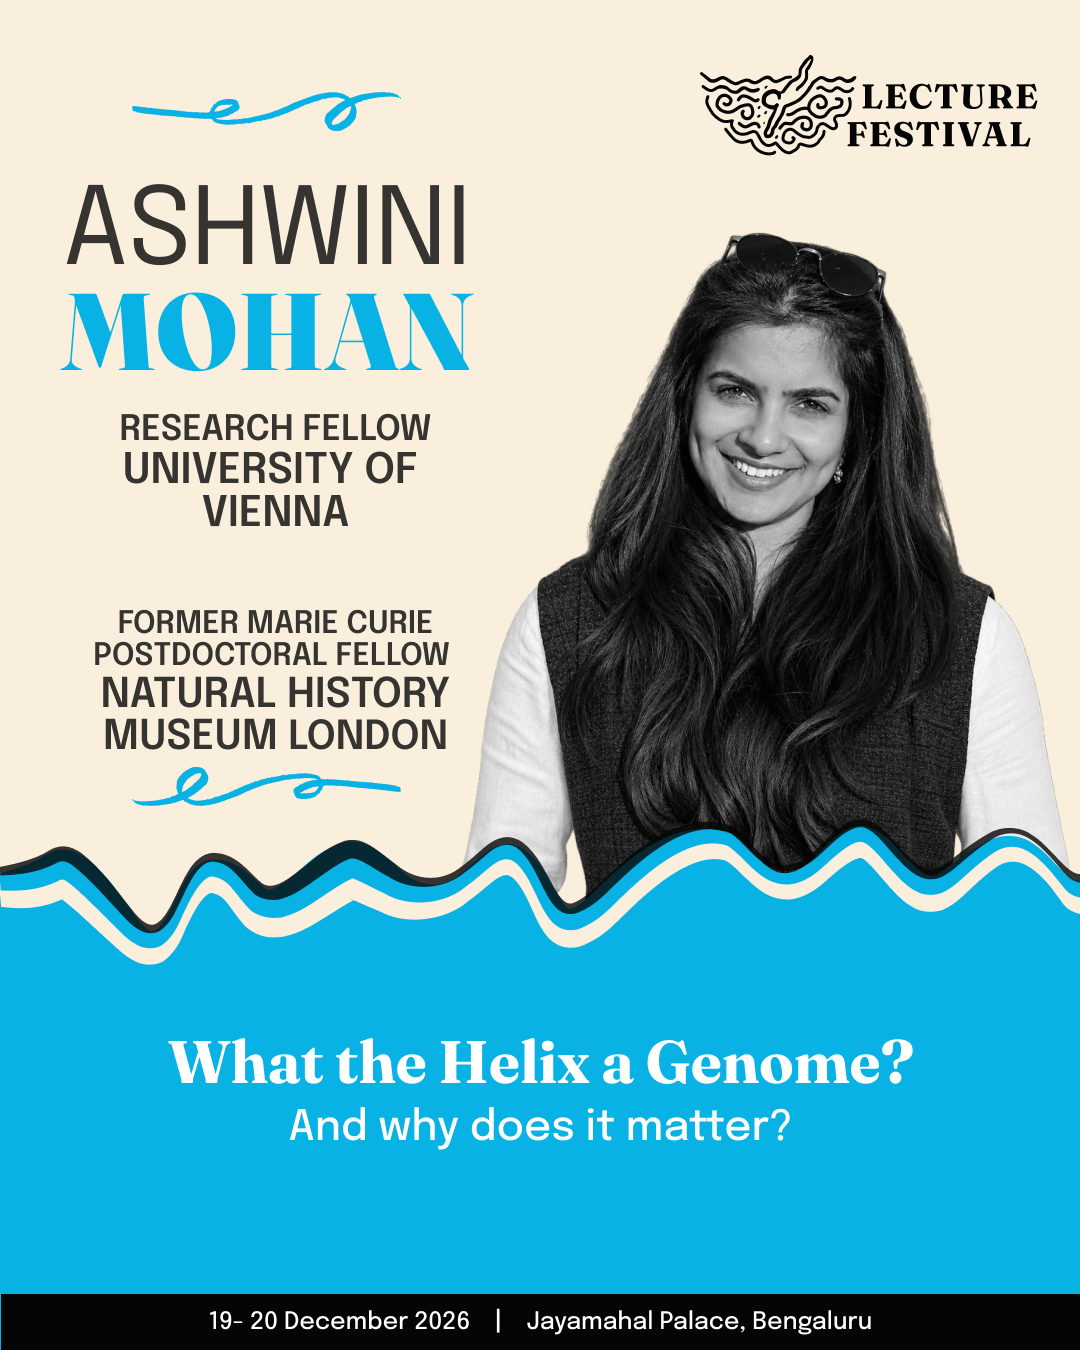 LECTURE
FESTIVAL
ASHWINI
MOHAN
RESEARCH FELLOW
UNIVERSITY OF
VIENNA
FORMER MARIE CURIE
POSTDOCTORAL FELLOW
NATURAL HISTORY
MUSEUM LONDON
What the Helix a Genome?
And why does it matter?
19- 20 December 2026 | Jayamahal Palace, Bengaluru